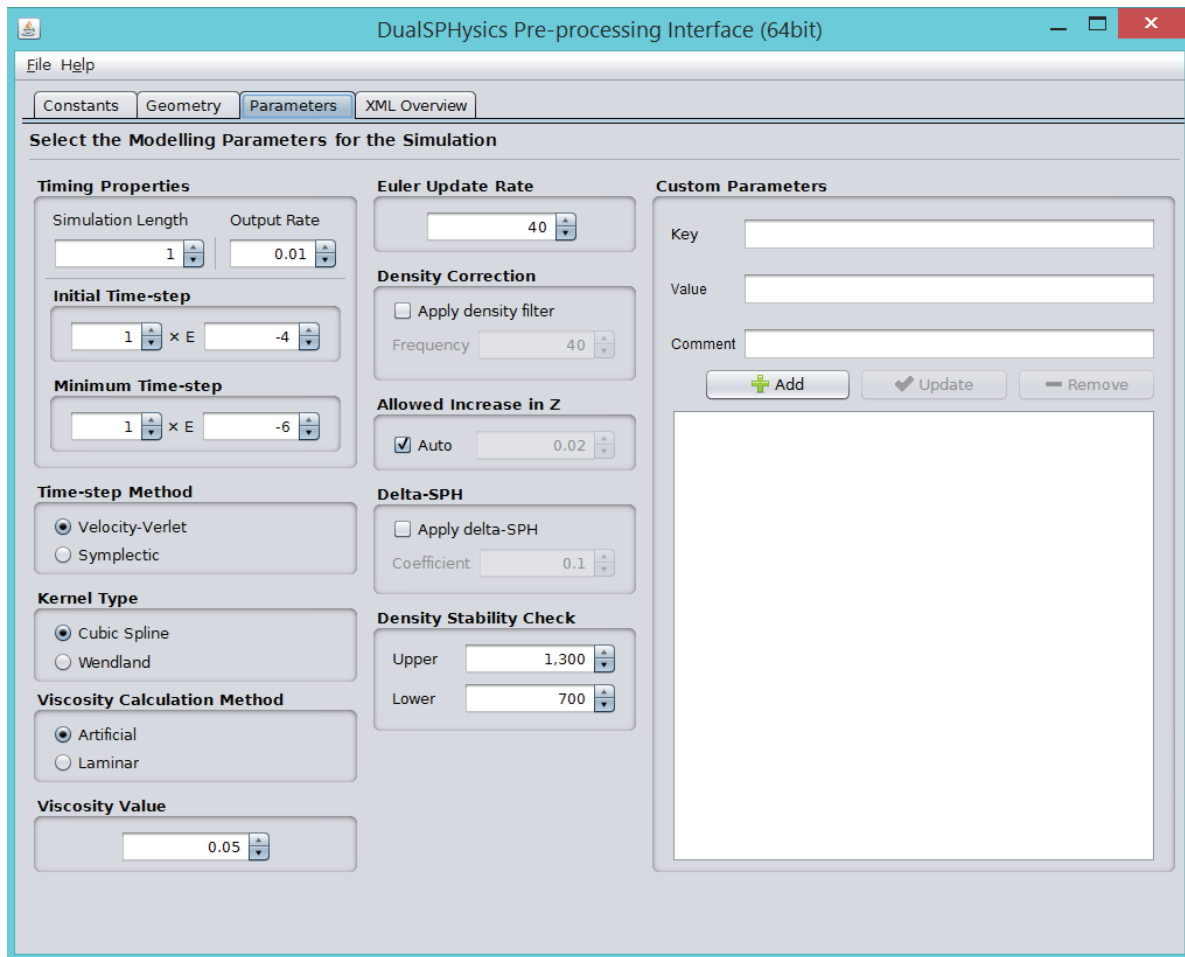 DualSPHysics Pre-processing Interface (64bit)
File Help
Constants Geometry Parameters XML Overview
Select the Modelling Parameters for the Simulation
Timing Properties
Simulation Length Output Rate
1 0.01
Initial Time-step
1 × E -4
Minimum Time-step
1 × E -6
Time-step Method
Velocity-Verlet
Symplectic
Kernel Type
Cubic Spline
Wendland
Viscosity Calculation Method
Artificial
Laminar
Viscosity Value
0.05
Euler Update Rate
40
Density Correction
Apply density filter
Frequency 40
Allowed Increase in Z
Auto 0.02
Delta-SPH
Apply delta-SPH
Coefficient 0.1
Density Stability Check
Upper 1,300
Lower 700
Custom Parameters
Key
Value
Comment
Add Update Remove